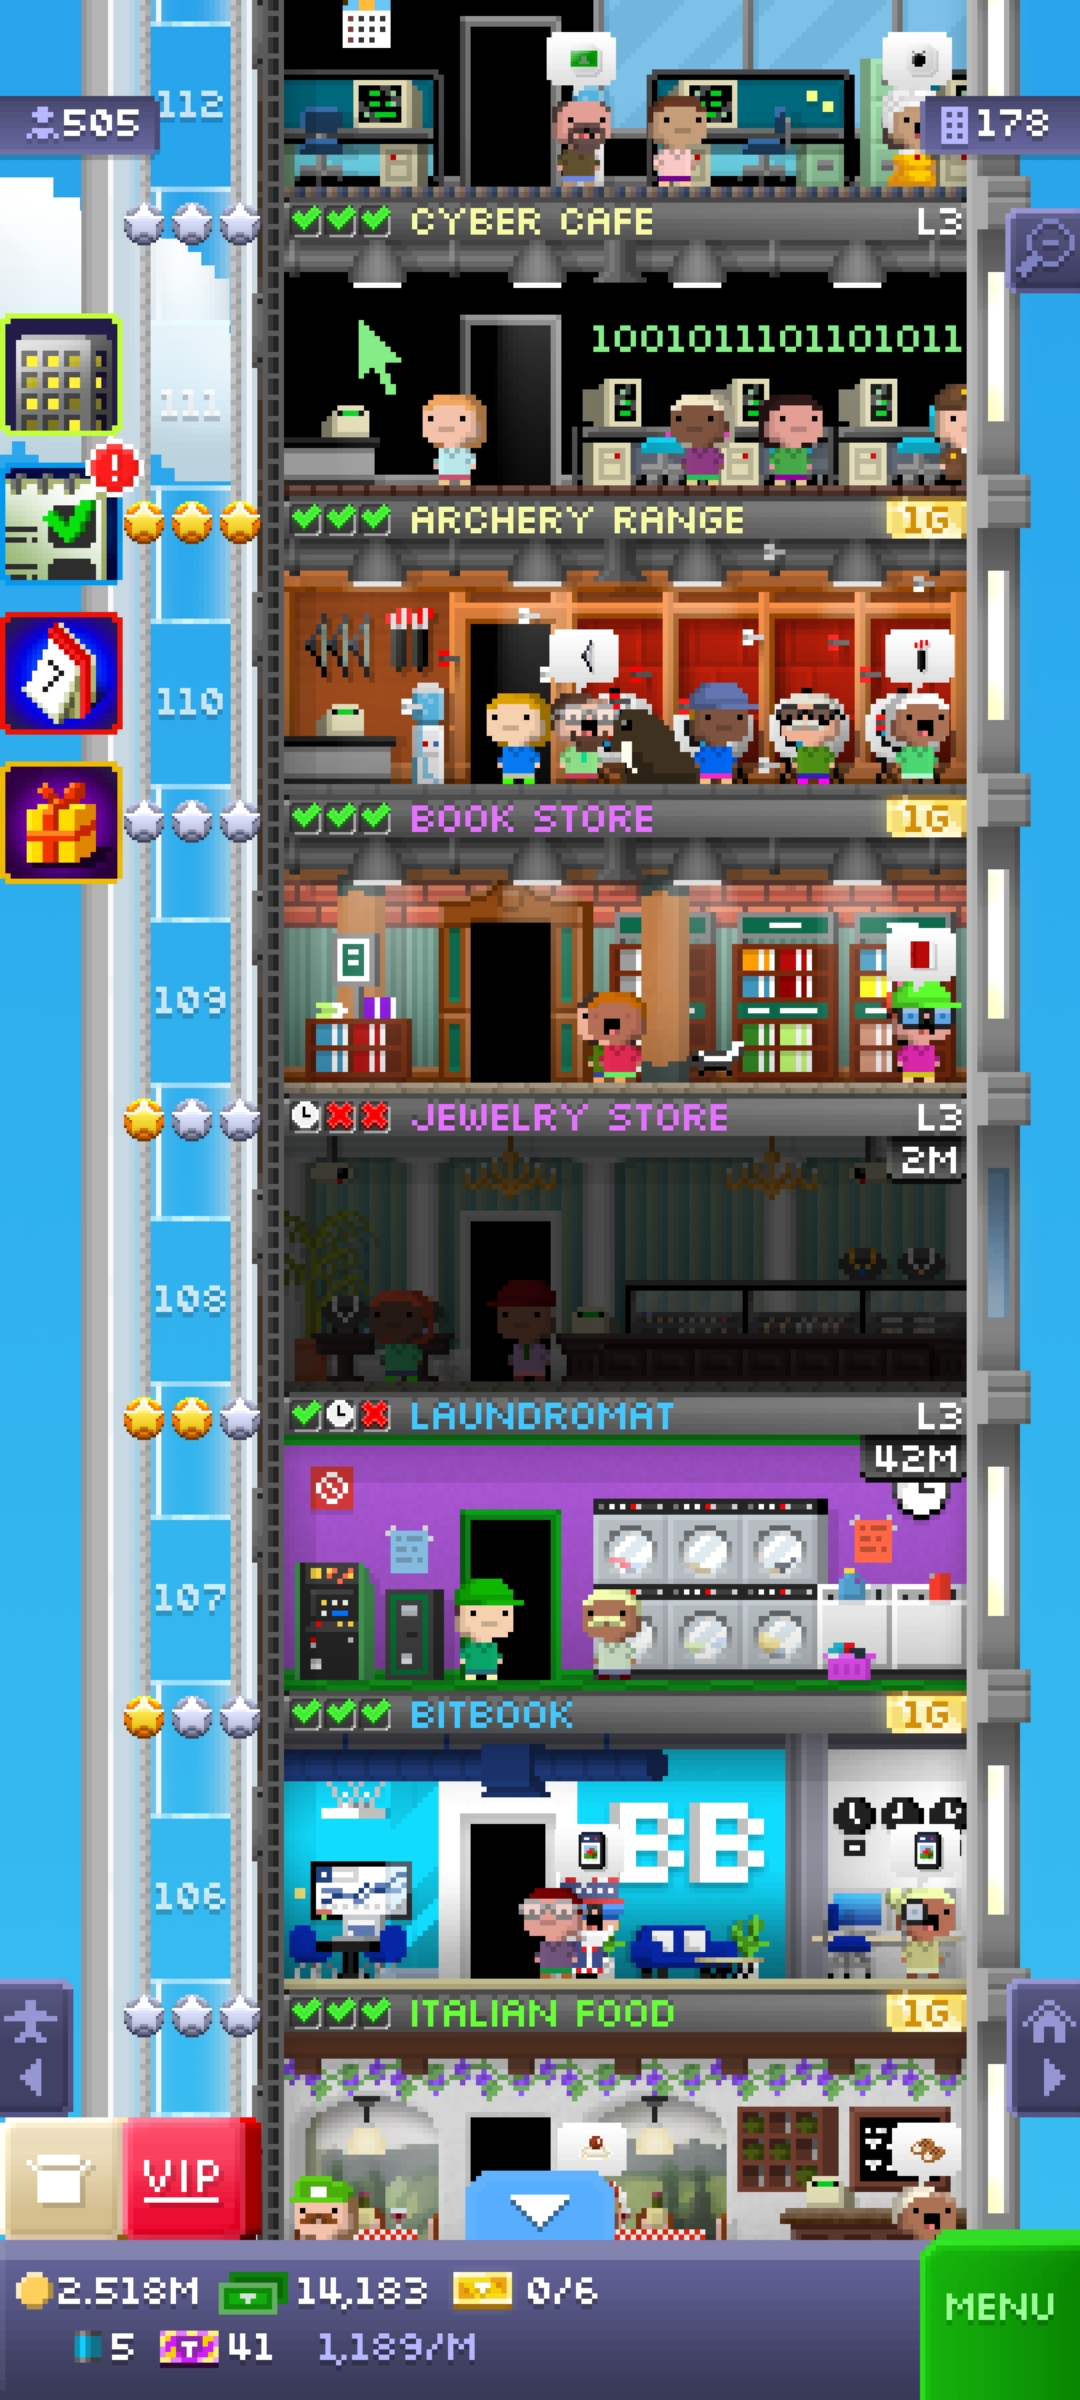 112
505
178
CYBER CAFE L3
1001011101101011
111
ARCHERY RANGE 1G
110
BOOK STORE 1G
109
JEWELRY STORE L3
2M
108
LAUNDROMAT L3
42M
107
BITBOOK 1G
BB
106
ITALIAN FOOD 1G
VIP
2.518M 14,183 0/6
5 41 1,189/M
MENU